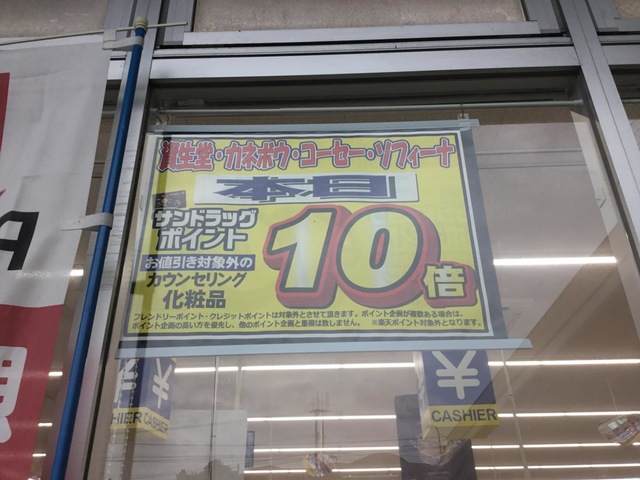 資生堂・カネボウ・コーセー・ソフィーナ
本日
サンドラッグ
ポイント
10倍
お値引き対象外の
カウンセリング
化粧品
フレンドリーポイント・クレジットポイントは対象外とさせて頂きます。ポイント企画が複数ある場合は、
ポイント企画の高い方を優先し、他のポイント企画と重複は致しません。 ※楽天ポイント対象外となります。
¥
CASHIER
CASHIER